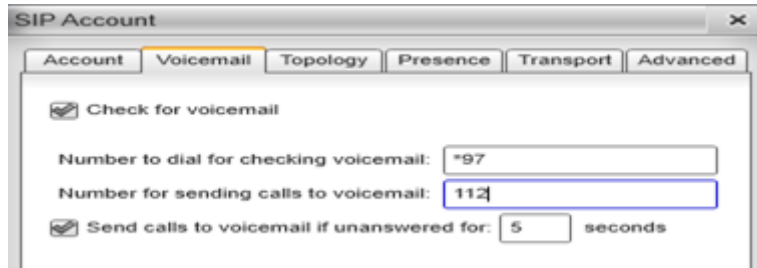 SIP Account
Account Voicemail Topology Presence Transport Advanced
Check for voicemail
Number to dial for checking voicemail: *97
Number for sending calls to voicemail: 112
Send calls to voicemail if unanswered for: 5 seconds